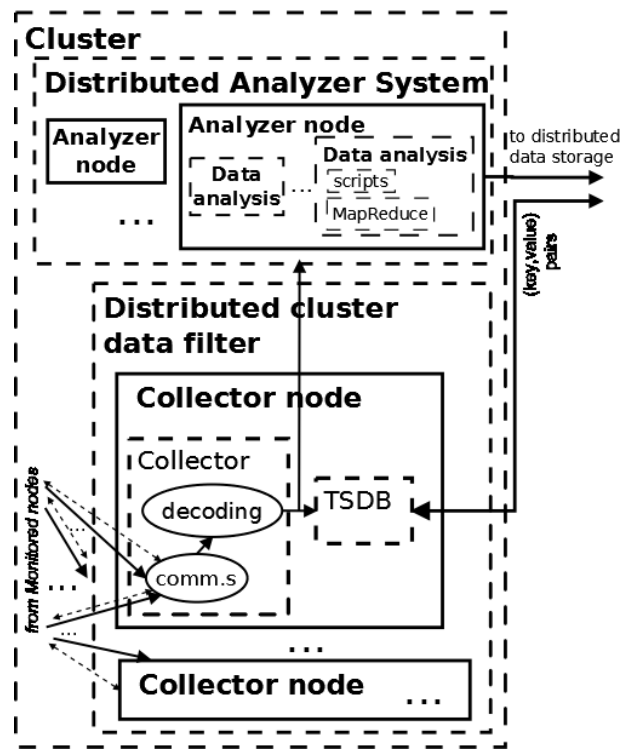 Cluster
Distributed Analyzer System
Analyzer
node
...
Analyzer node
Data
analysis
...
Data analysis
scripts
MapReduce
to distributed
data storage
(key,value)
pairs
Distributed cluster
data filter
Collector node
Collector
decoding
comm.s
TSDB
from Monitored nodes
...
...
...
...
Collector node
...